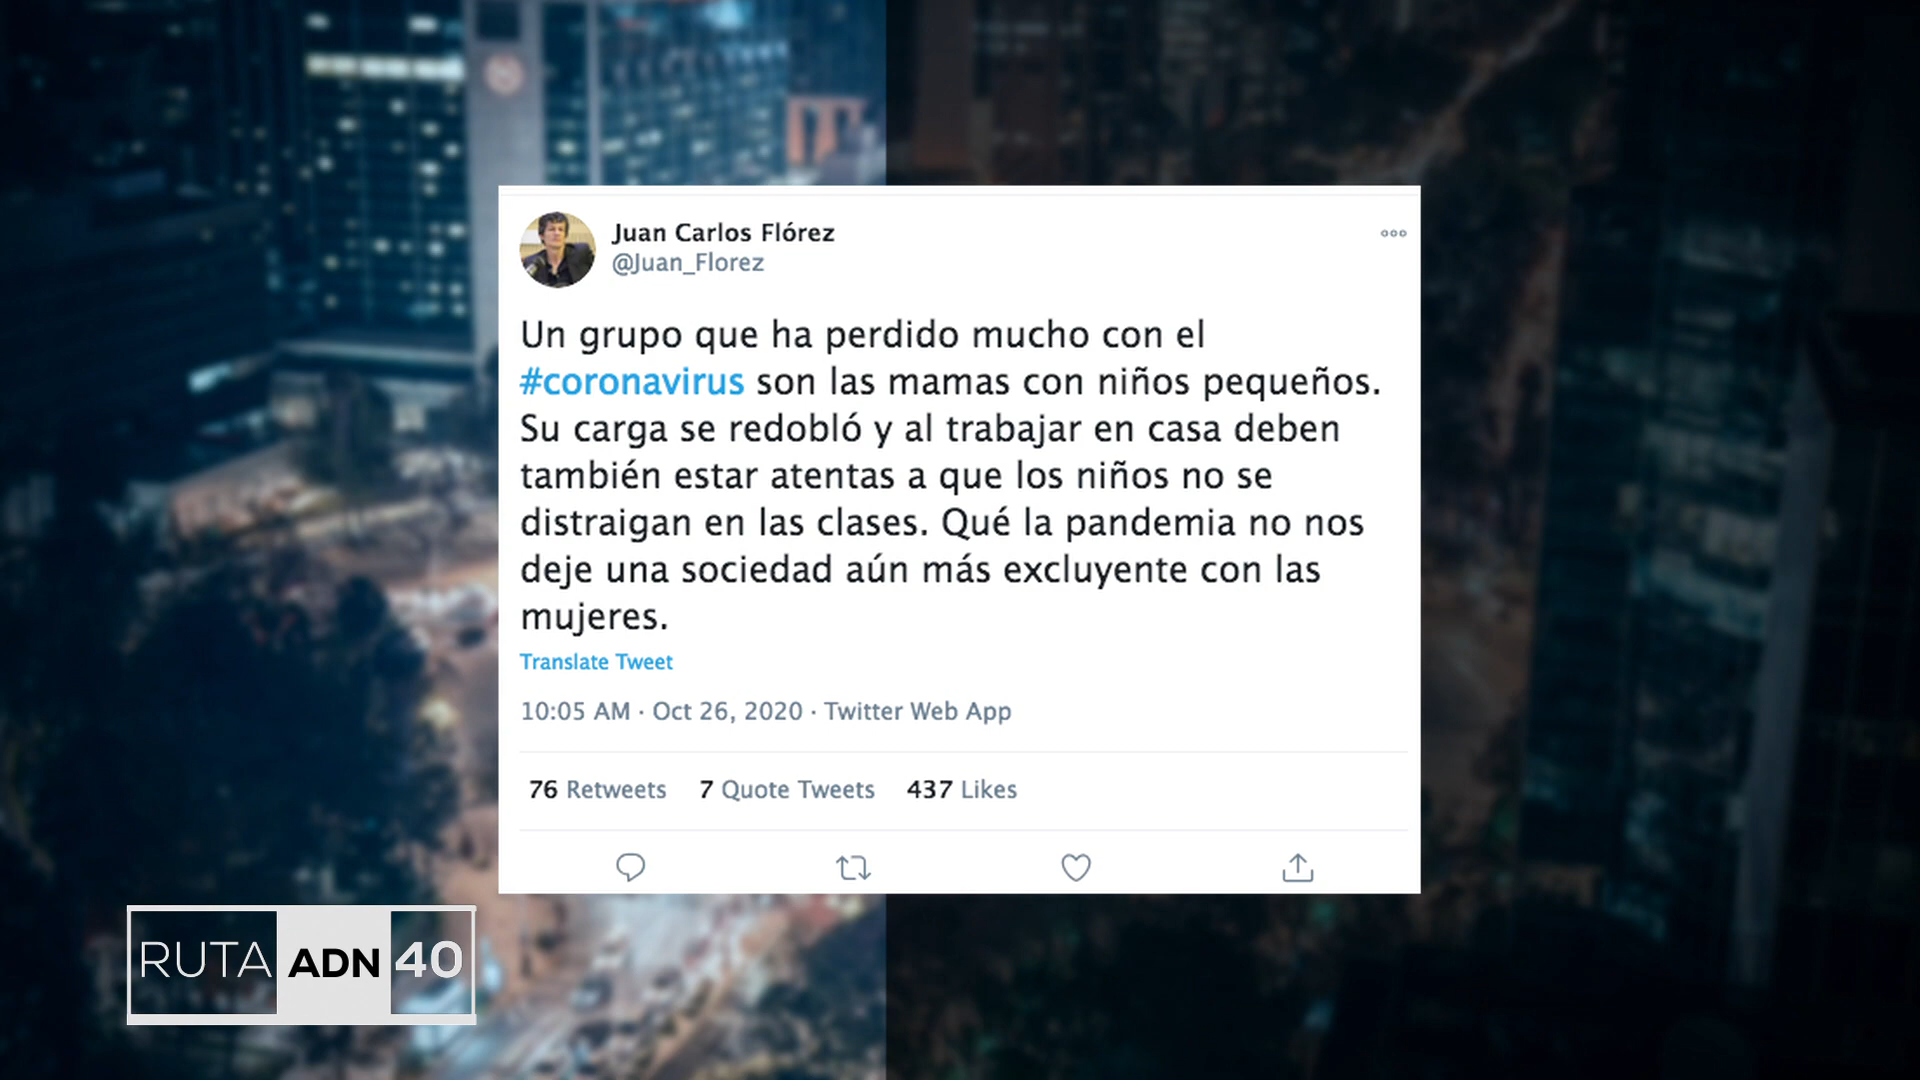 Juan Carlos Flórez
@Juan_Florez
Un grupo que ha perdido mucho con el
#coronavirus son las mamas con niños pequeños.
Su carga se redobló y al trabajar en casa deben
también estar atentas a que los niños no se
distraigan en las clases. Qué la pandemia no nos
deje una sociedad aún más excluyente con las
mujeres.
Translate Tweet
10:05 AM · Oct 26, 2020 · Twitter Web App
76 Retweets 7 Quote Tweets 437 Likes
RUTA ADN 40